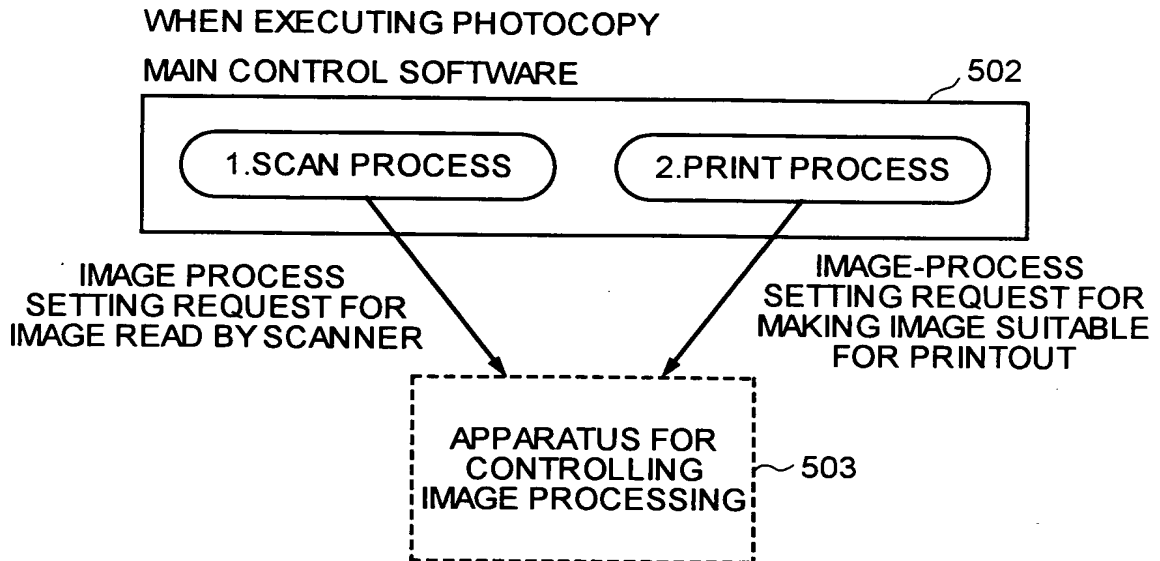 WHEN EXECUTING PHOTOCOPY
MAIN CONTROL SOFTWARE
502
1.SCAN PROCESS
2.PRINT PROCESS
IMAGE PROCESS
SETTING REQUEST FOR
IMAGE READ BY SCANNER
IMAGE-PROCESS
SETTING REQUEST FOR
MAKING IMAGE SUITABLE
FOR PRINTOUT
APPARATUS FOR
CONTROLLING
IMAGE PROCESSING
503